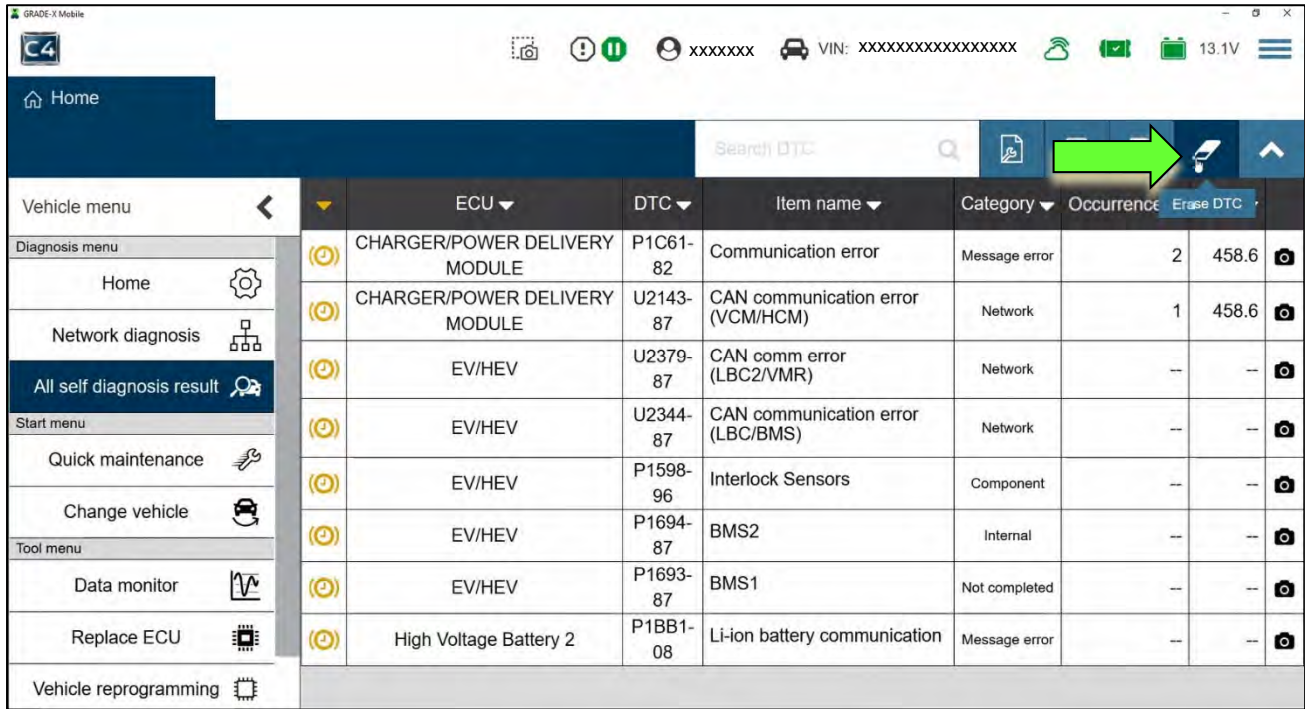 GRADE-X Mobile
C4
xxxxxxx VIN: xxxxxxxxxxxxxxxxx 13.1V
Home
Search DTC
Erase DTC
Vehicle menu
Diagnosis menu
Home
Network diagnosis
All self diagnosis result
Start menu
Quick maintenance
Change vehicle
Tool menu
Data monitor
Replace ECU
Vehicle reprogramming
ECU DTC Item name Category Occurrence
CHARGER/POWER DELIVERY MODULE P1C61-82 Communication error Message error 2 458.6
CHARGER/POWER DELIVERY MODULE U2143-87 CAN communication error (VCM/HCM) Network 1 458.6
EV/HEV U2379-87 CAN comm error (LBC2/VMR) Network -- --
EV/HEV U2344-87 CAN communication error (LBC/BMS) Network -- --
EV/HEV P1598-96 Interlock Sensors Component -- --
EV/HEV P1694-87 BMS2 Internal -- --
EV/HEV P1693-87 BMS1 Not completed -- --
High Voltage Battery 2 P1BB1-08 Li-ion battery communication Message error -- --